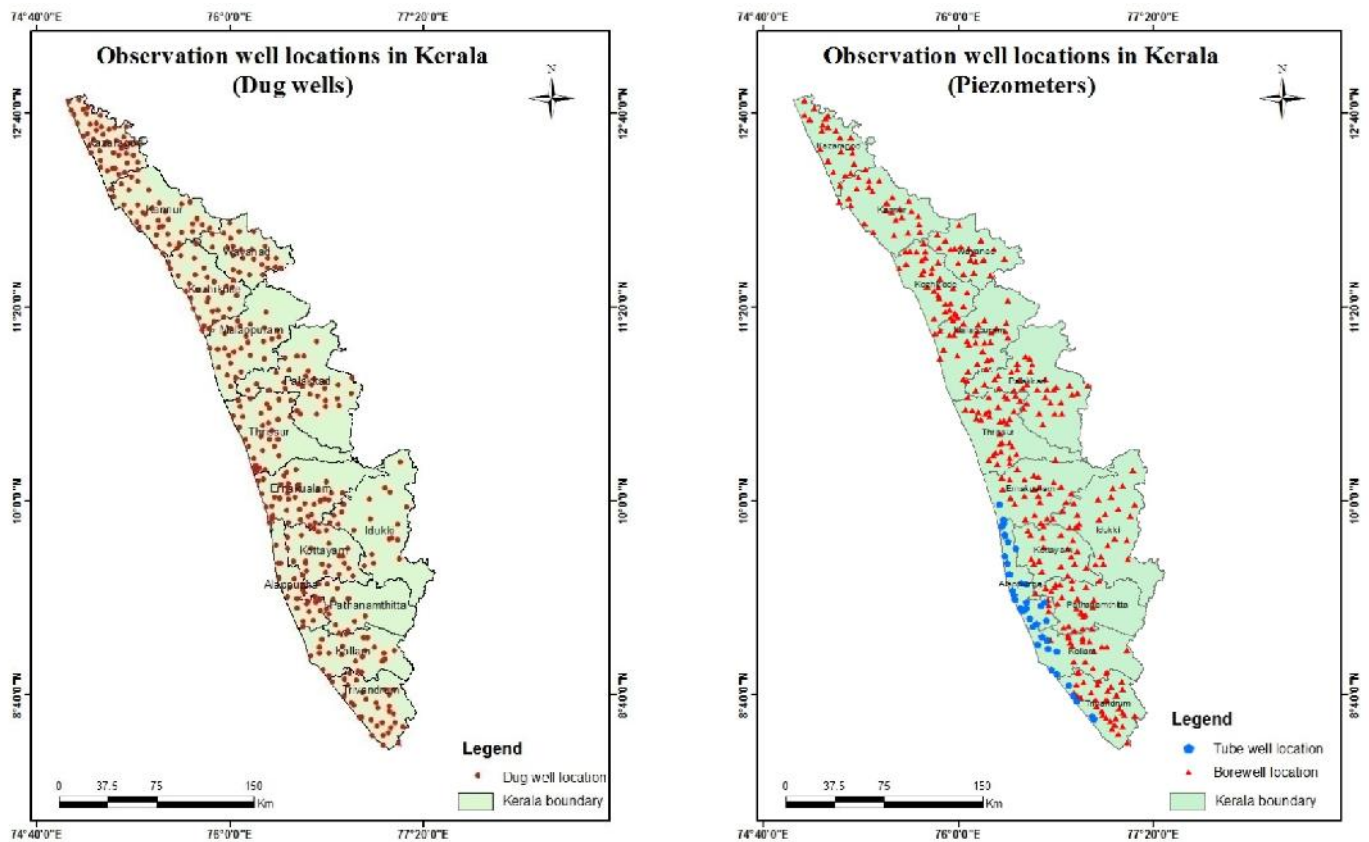 74°40'0"E 76°0'0"E 77°20'0"E
Observation well locations in Kerala
(Dug wells)
N
12°40'0"N
12°40'0"N
11°20'0"N
11°20'0"N
10°0'0"N
10°0'0"N
8°40'0"N
8°40'0"N
Kannur
Wayanad
Malappuram
Palakkad
Thrissur
Idukki
Kottayam
Pathanamthitta
Kollam
Trivandrum
Legend
Dug well location
Kerala boundary
0 37.5 75 150
Km
74°40'0"E 76°0'0"E 77°20'0"E
74°40'0"E 76°0'0"E 77°20'0"E
Observation well locations in Kerala
(Piezometers)
N
12°40'0"N
12°40'0"N
11°20'0"N
11°20'0"N
10°0'0"N
10°0'0"N
8°40'0"N
8°40'0"N
Wayanad
Palakkad
Thrissur
Idukki
Kottayam
Pathanamthitta
Kollam
Trivandrum
Legend
Tube well location
Borewell location
Kerala boundary
0 37.5 75 150
Km
74°40'0"E 76°0'0"E 77°20'0"E